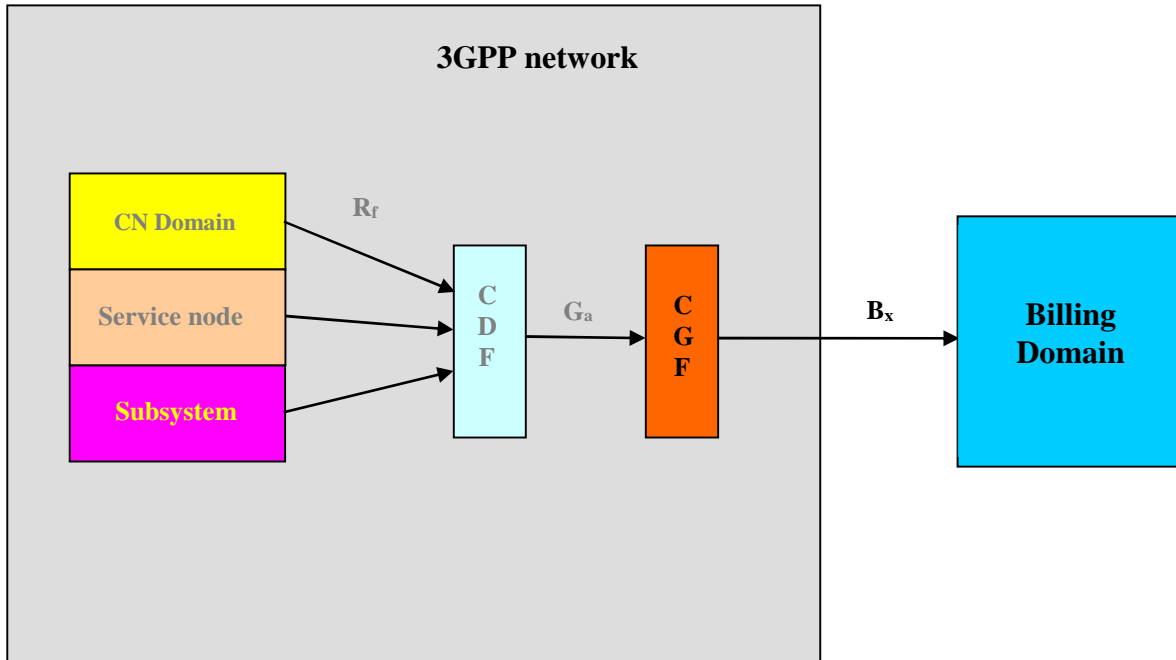 3GPP network
CN Domain
Service node
Subsystem
Rf
C
D
F
Ga
C
G
F
Bx
Billing
Domain